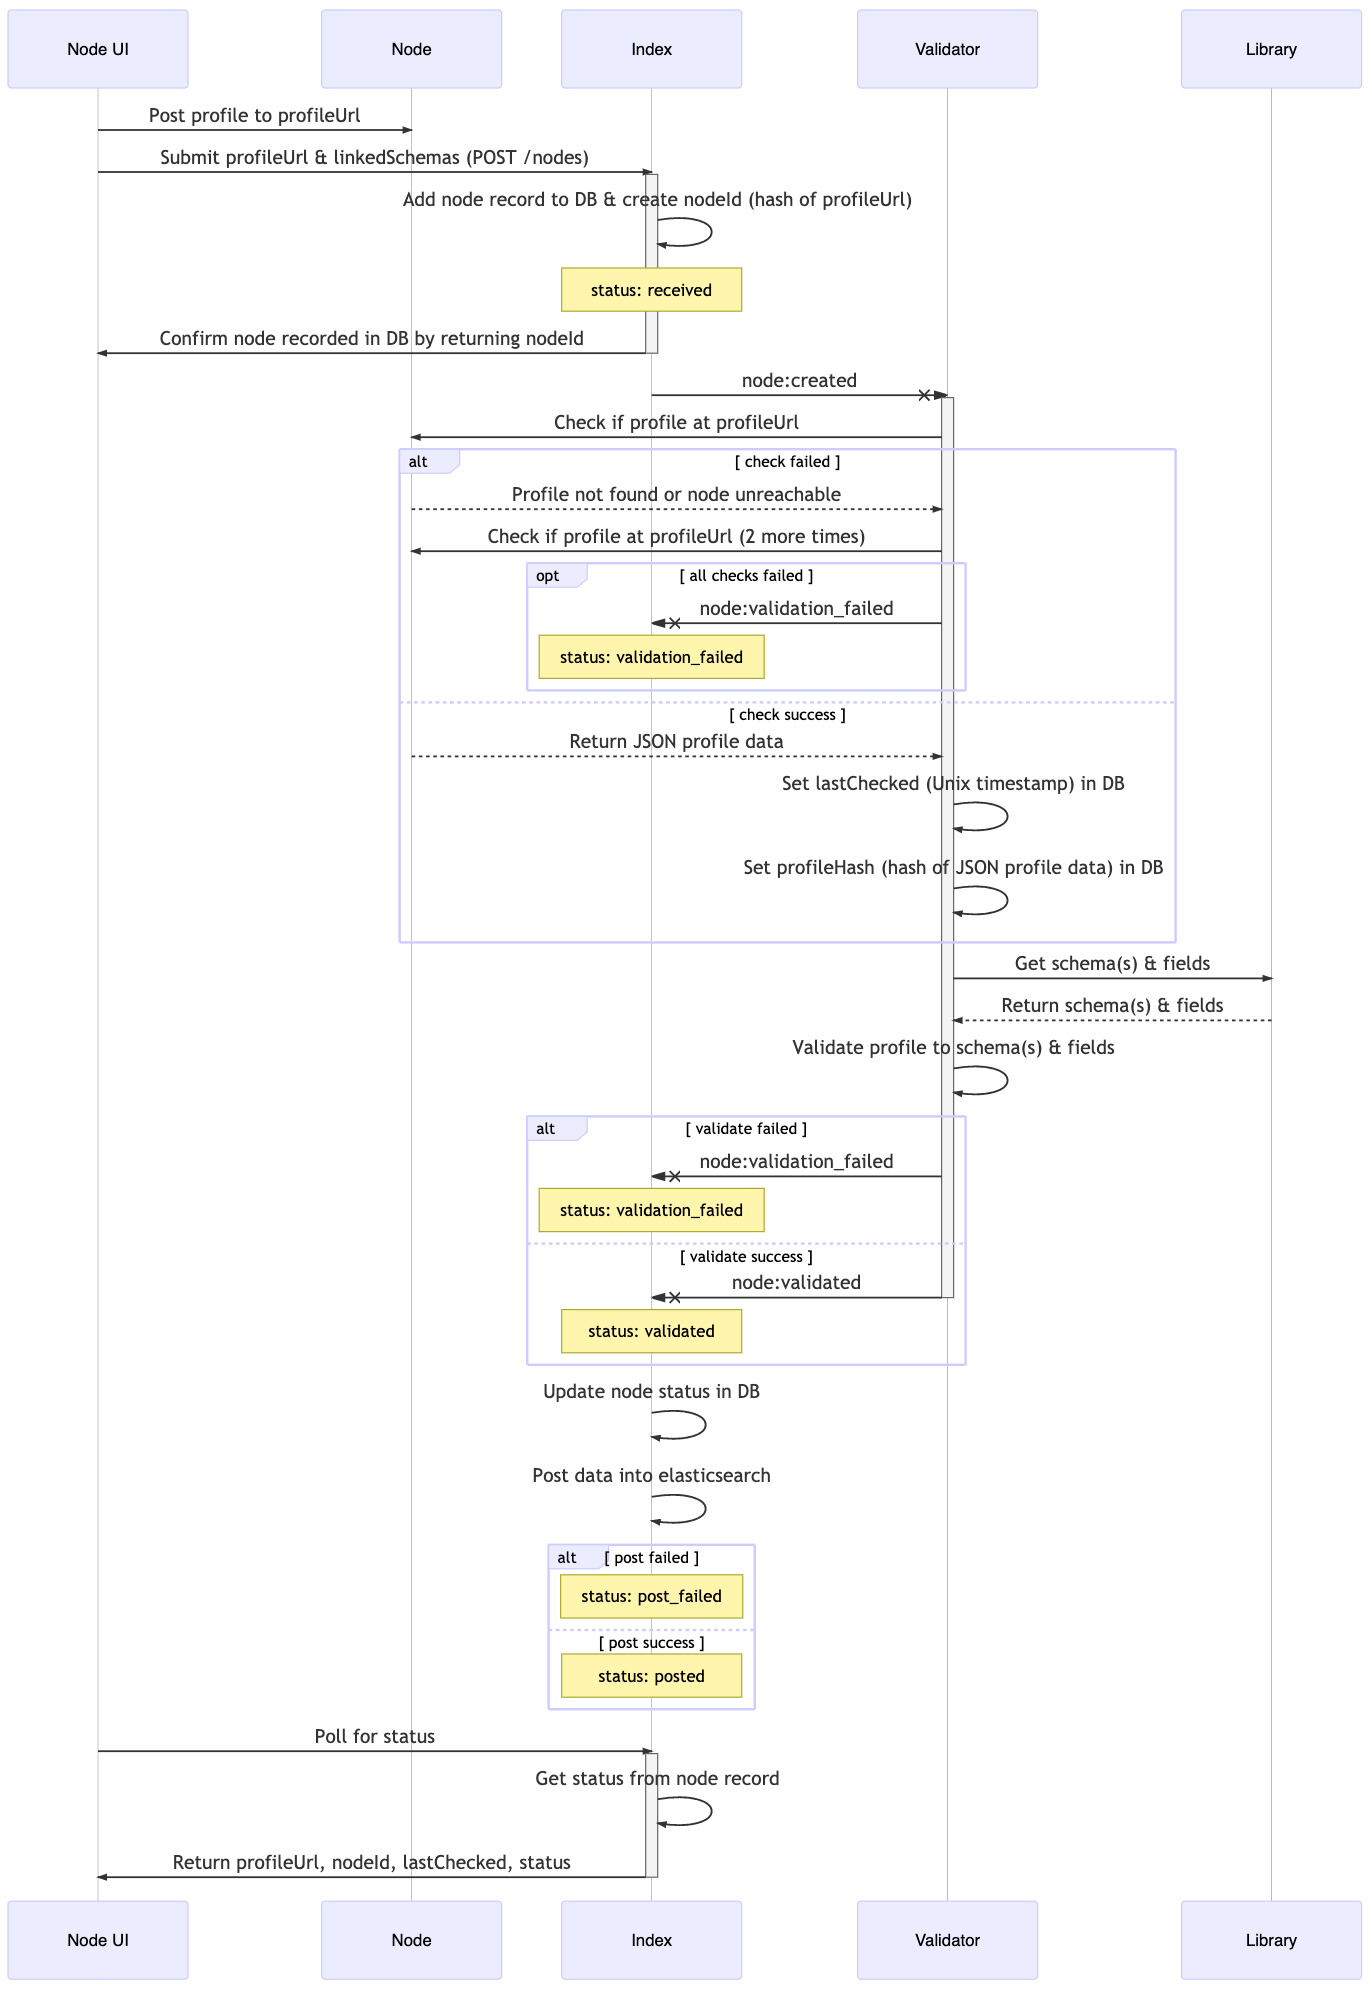 Node UI
Node
Index
Validator
Library
Post profile to profileUrl
Submit profileUrl & linkedSchemas (POST /nodes)
Add node record to DB & create nodeId (hash of profileUrl)
status: received
Confirm node recorded in DB by returning nodeId
node:created
Check if profile at profileUrl
alt
[ check failed ]
Profile not found or node unreachable
Check if profile at profileUrl (2 more times)
opt
[ all checks failed ]
node:validation_failed
status: validation_failed
[ check success ]
Return JSON profile data
Set lastChecked (Unix timestamp) in DB
Set profileHash (hash of JSON profile data) in DB
Get schema(s) & fields
Return schema(s) & fields
Validate profile to schema(s) & fields
alt
[ validate failed ]
node:validation_failed
status: validation_failed
[ validate success ]
node:validated
status: validated
Update node status in DB
Post data into elasticsearch
alt
[ post failed ]
status: post_failed
[ post success ]
status: posted
Poll for status
Get status from node record
Return profileUrl, nodeId, lastChecked, status
Node UI
Node
Index
Validator
Library